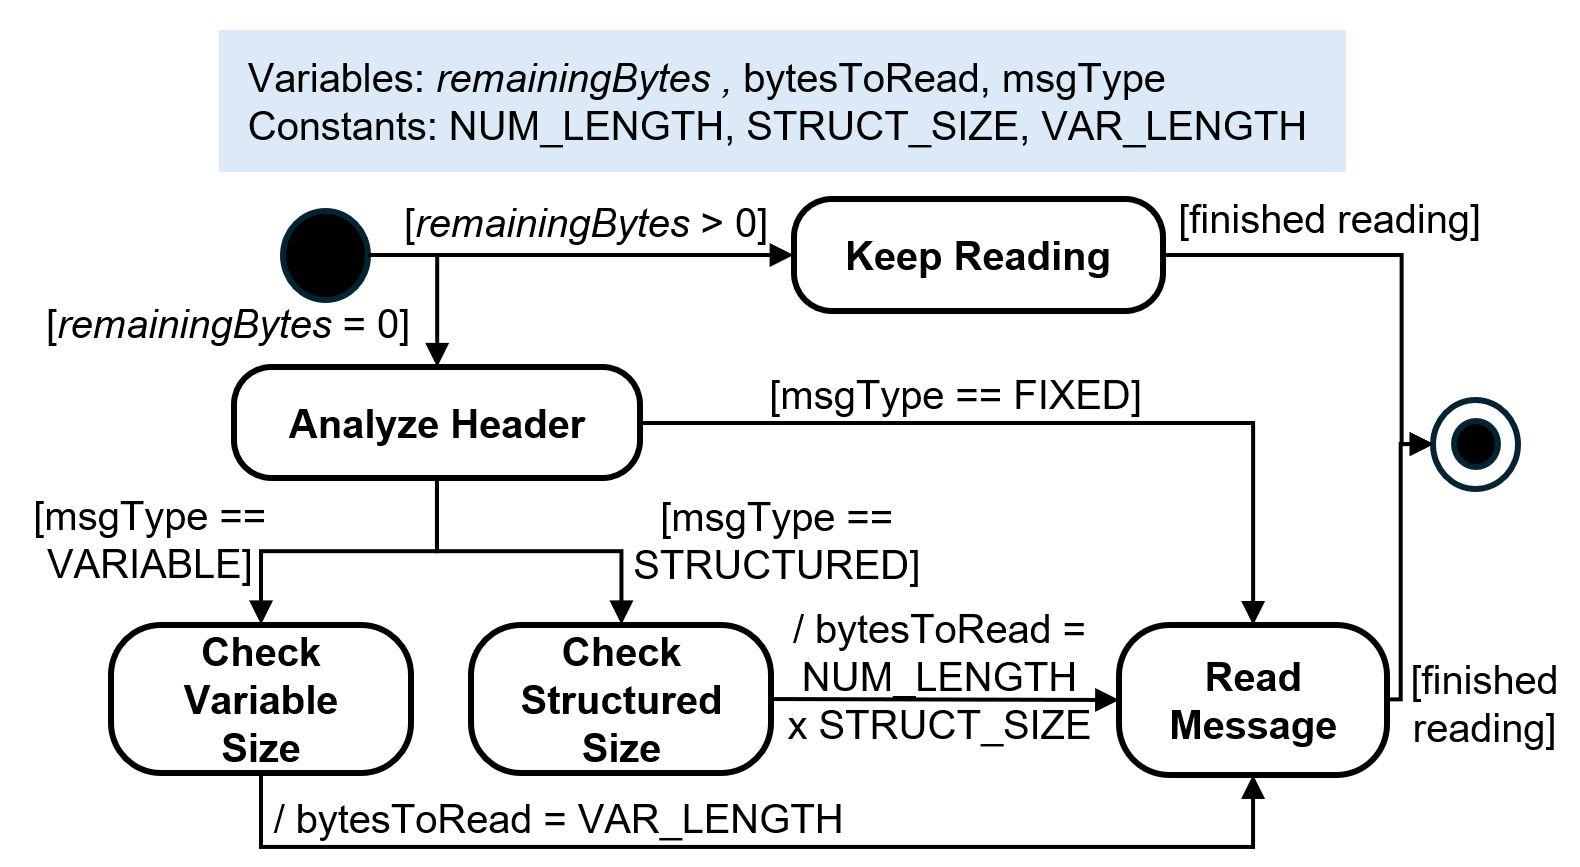 Variables: remainingBytes , bytesToRead, msgType
Constants: NUM_LENGTH, STRUCT_SIZE, VAR_LENGTH
[remainingBytes > 0]
Keep Reading
[finished reading]
[remainingBytes = 0]
Analyze Header
[msgType == FIXED]
[msgType ==
VARIABLE]
[msgType ==
STRUCTURED]
Check
Variable
Size
Check
Structured
Size
/ bytesToRead =
NUM_LENGTH
x STRUCT_SIZE
Read
Message
[finished
reading]
/ bytesToRead = VAR_LENGTH